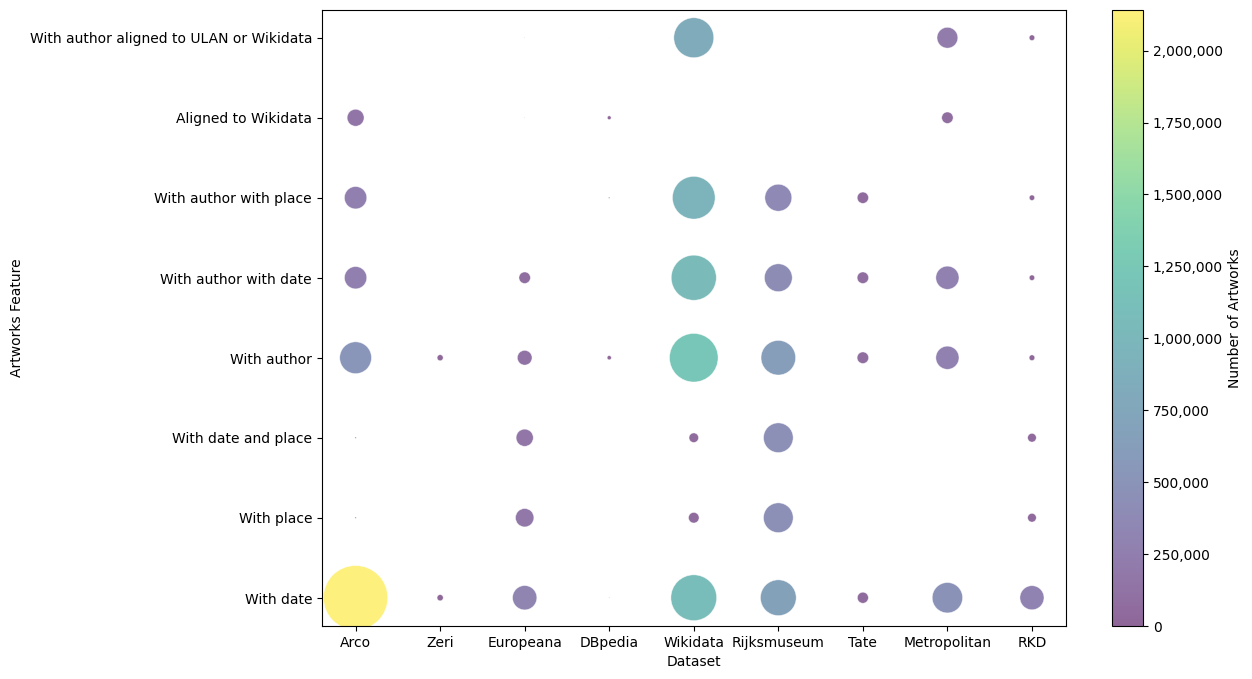 With author aligned to ULAN or Wikidata
Aligned to Wikidata
With author with place
With author with date
With author
With date and place
With place
With date
Artworks Feature
Arco Zeri Europeana DBpedia Wikidata Rijksmuseum Tate Metropolitan RKD
Dataset
2,000,000
1,750,000
1,500,000
1,250,000
1,000,000
750,000
500,000
250,000
0
Number of Artworks